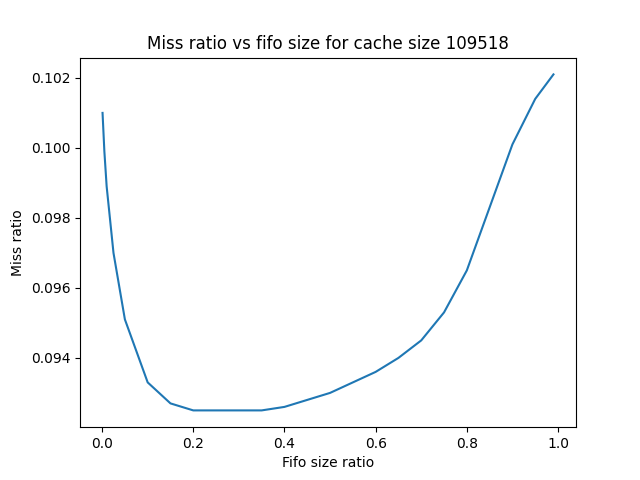 Miss ratio vs fifo size for cache size 109518
0.102
0.100
0.098
0.096
0.094
Miss ratio
0.0 0.2 0.4 0.6 0.8 1.0
Fifo size ratio